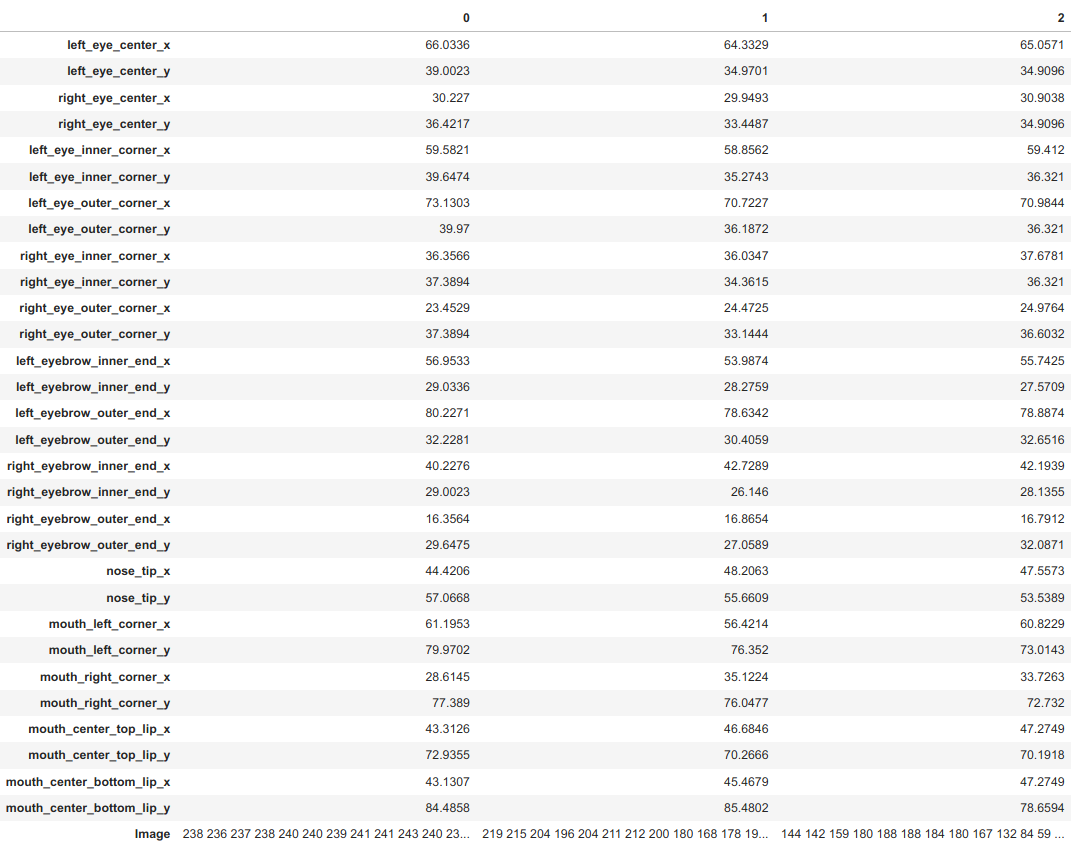 0 1 2
left_eye_center_x 66.0336 64.3329 65.0571
left_eye_center_y 39.0023 34.9701 34.9096
right_eye_center_x 30.227 29.9493 30.9038
right_eye_center_y 36.4217 33.4487 34.9096
left_eye_inner_corner_x 59.5821 58.8562 59.412
left_eye_inner_corner_y 39.6474 35.2743 36.321
left_eye_outer_corner_x 73.1303 70.7227 70.9844
left_eye_outer_corner_y 39.97 36.1872 36.321
right_eye_inner_corner_x 36.3566 36.0347 37.6781
right_eye_inner_corner_y 37.3894 34.3615 36.321
right_eye_outer_corner_x 23.4529 24.4725 24.9764
right_eye_outer_corner_y 37.3894 33.1444 36.6032
left_eyebrow_inner_end_x 56.9533 53.9874 55.7425
left_eyebrow_inner_end_y 29.0336 28.2759 27.5709
left_eyebrow_outer_end_x 80.2271 78.6342 78.8874
left_eyebrow_outer_end_y 32.2281 30.4059 32.6516
right_eyebrow_inner_end_x 40.2276 42.7289 42.1939
right_eyebrow_inner_end_y 29.0023 26.146 28.1355
right_eyebrow_outer_end_x 16.3564 16.8654 16.7912
right_eyebrow_outer_end_y 29.6475 27.0589 32.0871
nose_tip_x 44.4206 48.2063 47.5573
nose_tip_y 57.0668 55.6609 53.5389
mouth_left_corner_x 61.1953 56.4214 60.8229
mouth_left_corner_y 79.9702 76.352 73.0143
mouth_right_corner_x 28.6145 35.1224 33.7263
mouth_right_corner_y 77.389 76.0477 72.732
mouth_center_top_lip_x 43.3126 46.6846 47.2749
mouth_center_top_lip_y 72.9355 70.2666 70.1918
mouth_center_bottom_lip_x 43.1307 45.4679 47.2749
mouth_center_bottom_lip_y 84.4858 85.4802 78.6594
Image 238 236 237 238 240 240 239 241 241 243 240 23... 219 215 204 196 204 211 212 200 180 168 178 19... 144 142 159 180 188 188 184 180 167 132 84 59 ...